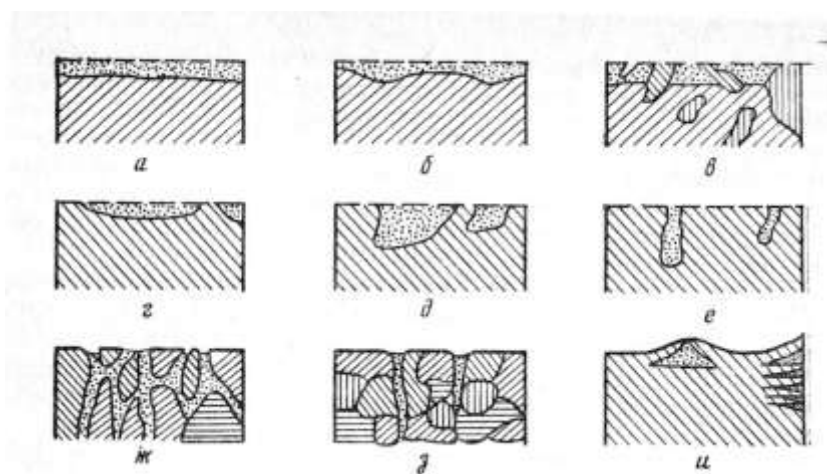 а б в
г д е
ж з и